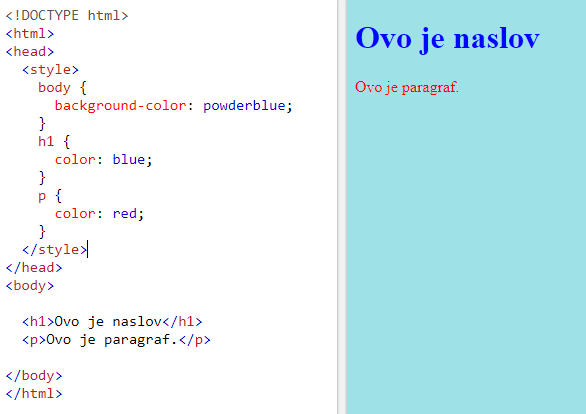 <!DOCTYPE html>
<html>
<head>
  <style>
    body {
      background-color: powderblue;
    }
    h1 {
      color: blue;
    }
    p {
      color: red;
    }
  </style>
</head>
<body>

  <h1>Ovo je naslov</h1>
  <p>Ovo je paragraf.</p>

</body>
</html>
Ovo je naslov
Ovo je paragraf.